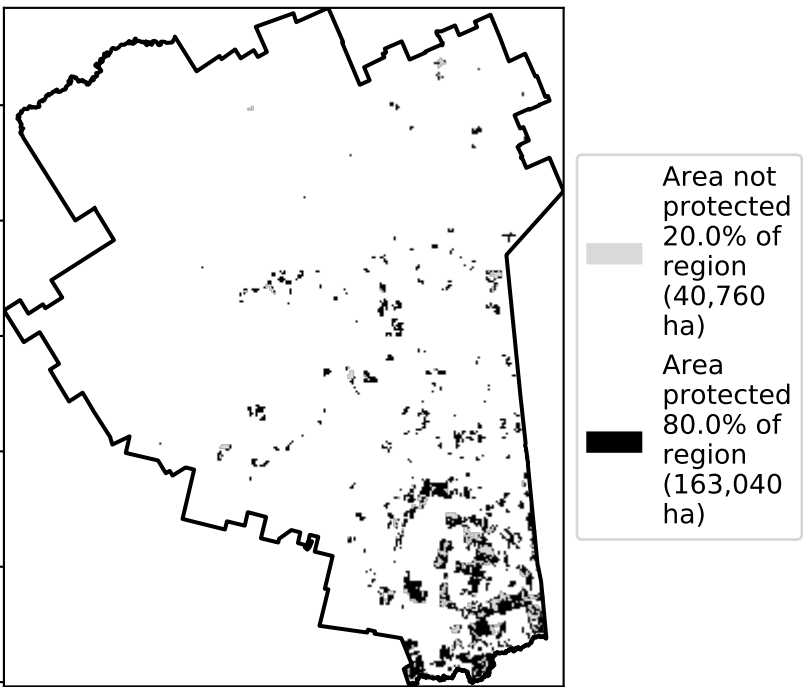 Area not
protected
20.0% of
region
(40,760
ha)
Area
protected
80.0% of
region
(163,040
ha)